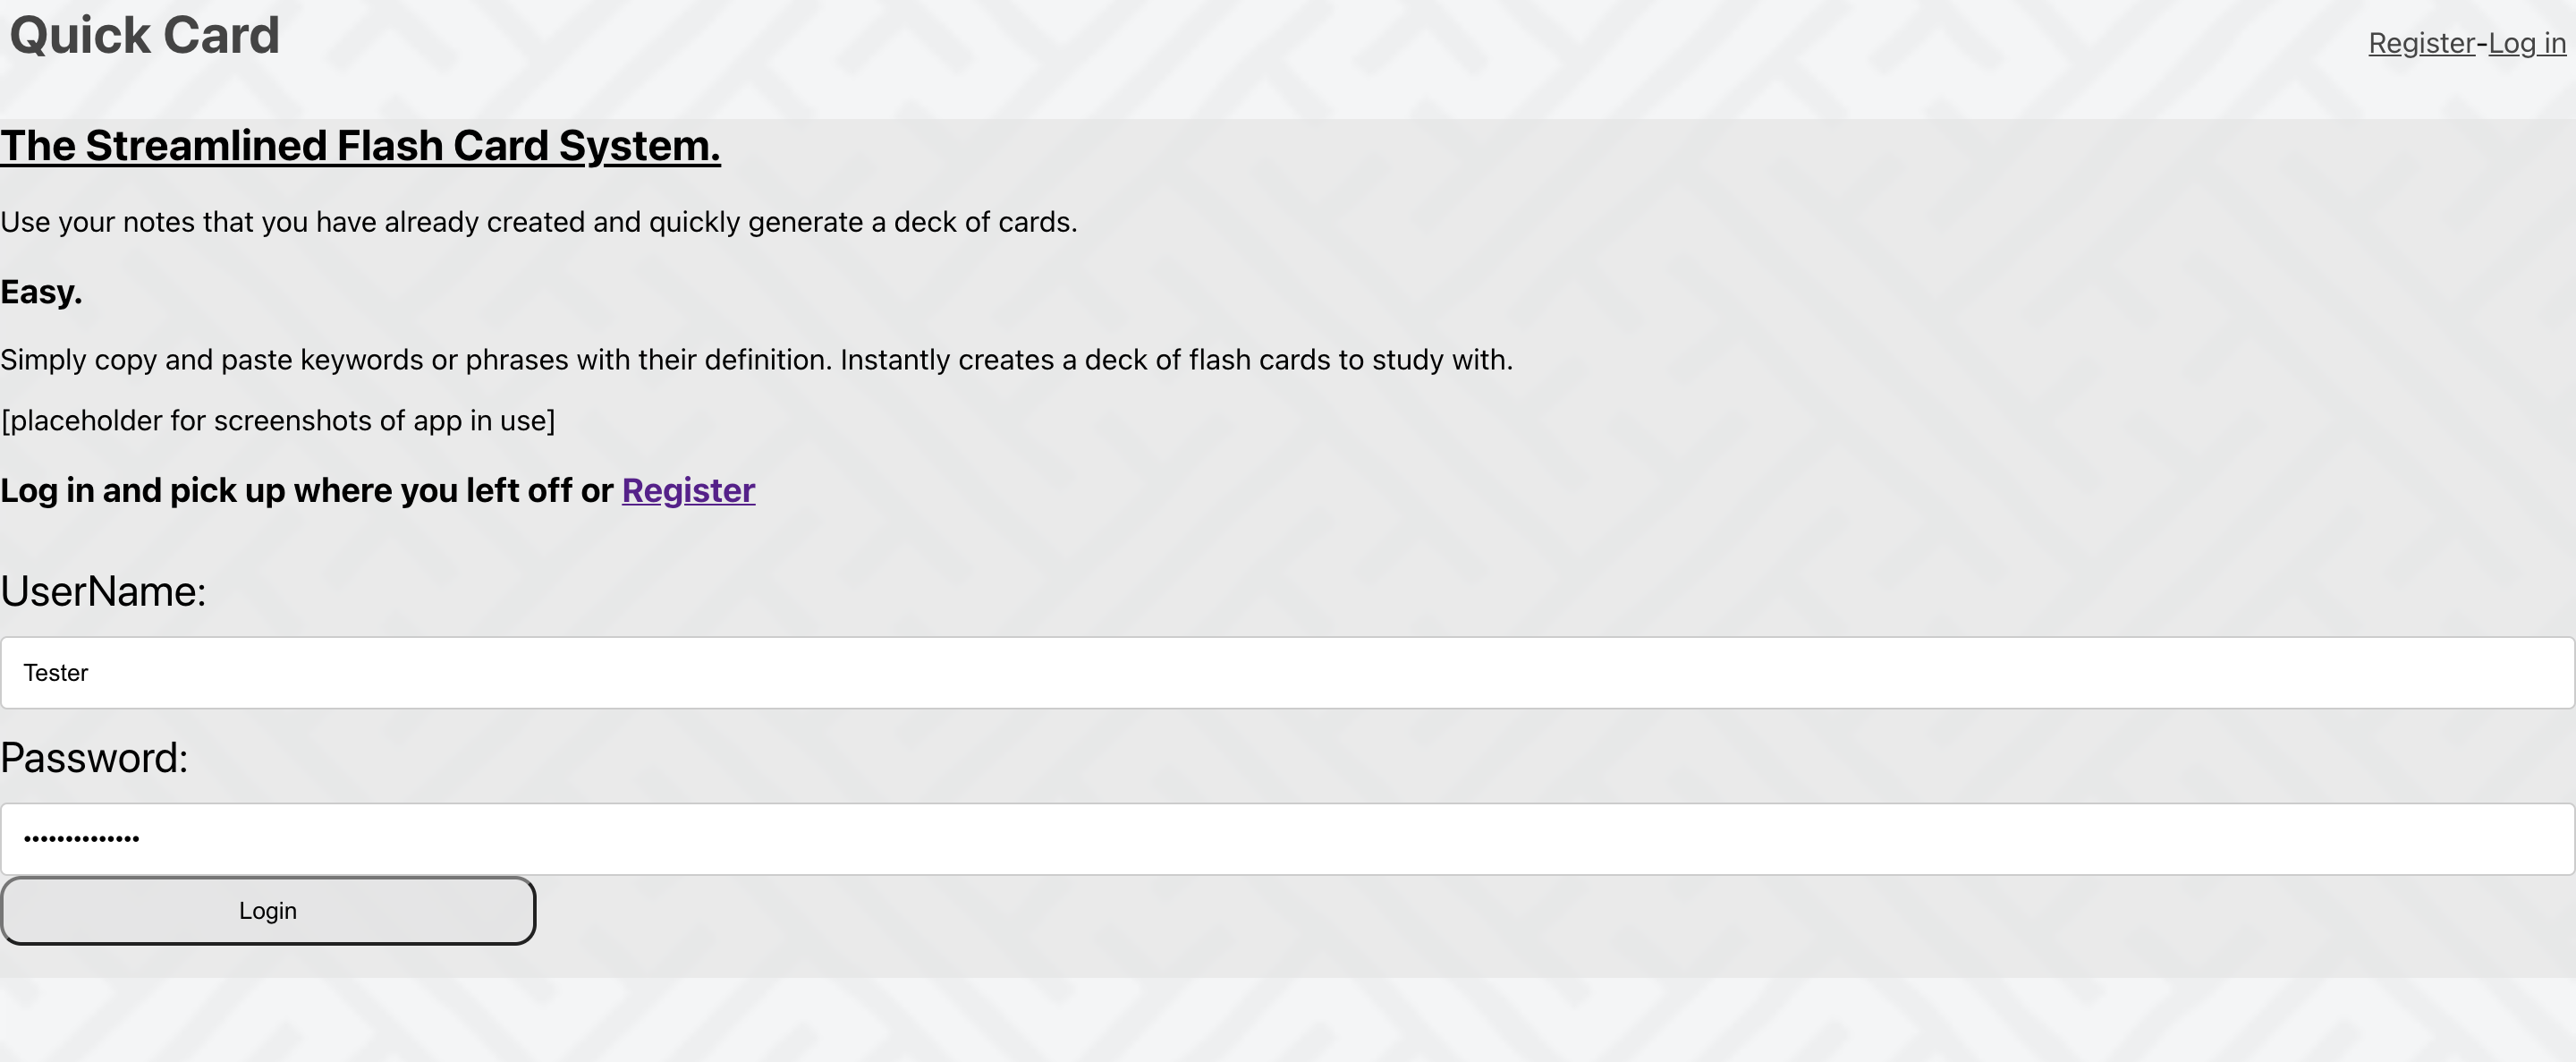 Quick Card
Register-Log in
The Streamlined Flash Card System.
Use your notes that you have already created and quickly generate a deck of cards.
Easy.
Simply copy and paste keywords or phrases with their definition. Instantly creates a deck of flash cards to study with.
[placeholder for screenshots of app in use]
Log in and pick up where you left off or Register
UserName:
Tester
Password:
••••••••••••••
Login